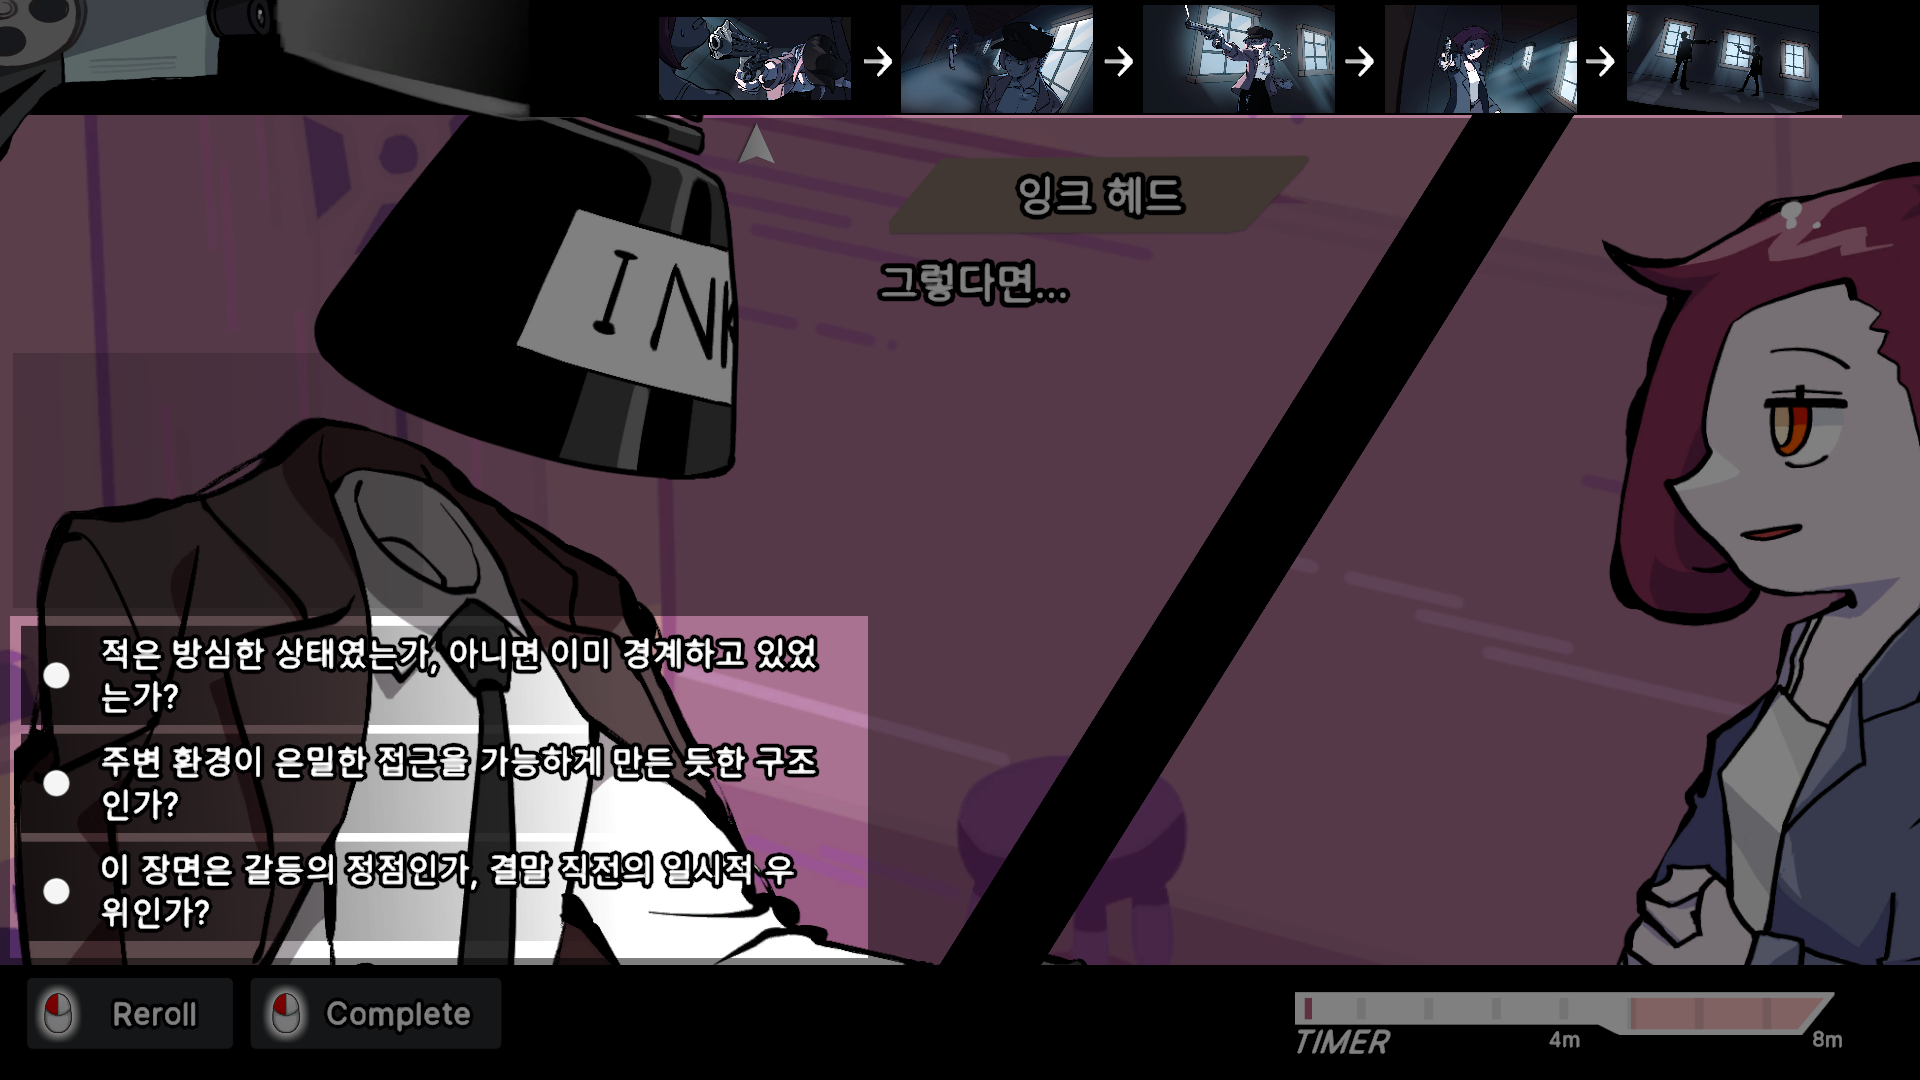 잉크 헤드
그렇다면...
INK
적은 방심한 상태였는가, 아니면 이미 경계하고 있었
는가?
주변 환경이 은밀한 접근을 가능하게 만든 듯한 구조
인가?
이 장면은 갈등의 정점인가, 결말 직전의 일시적 우
위인가?
Reroll
Complete
TIMER
4m
8m